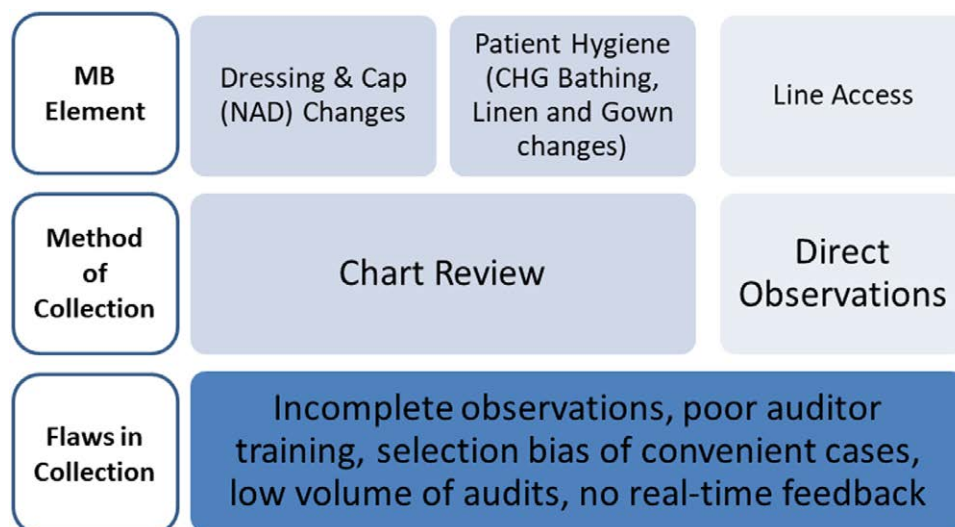 MB
Element
Dressing & Cap
(NAD) Changes
Patient Hygiene
(CHG Bathing,
Linen and Gown
changes)
Line Access
Method
of
Collection
Chart Review
Direct
Observations
Flaws in
Collection
Incomplete observations, poor auditor
training, selection bias of convenient cases,
low volume of audits, no real-time feedback